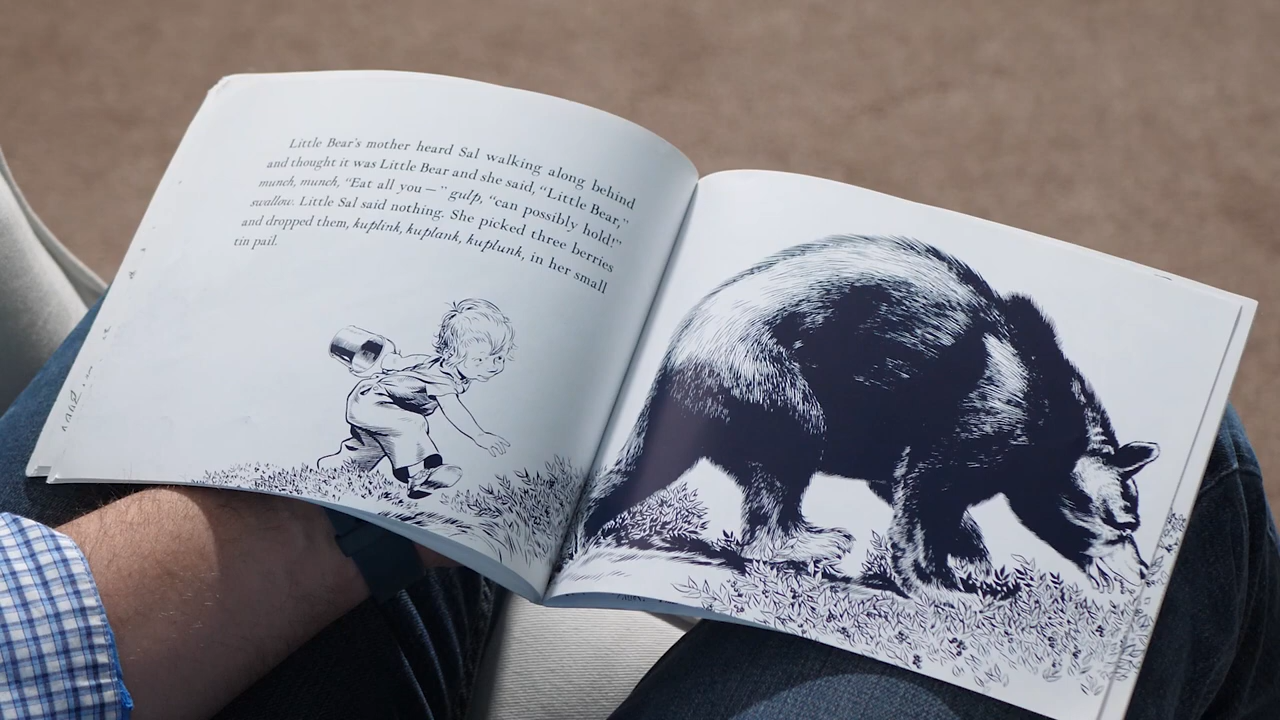 Little Bear's mother heard Sal walking along behind
and thought it was Little Bear and she said, “Little Bear,”
munch, munch, “Eat all you — ” gulp, “can possibly hold!”
swallow. Little Sal said nothing. She picked three berries
and dropped them, kuplink, kuplank, kuplunk, in her small
tin pail.